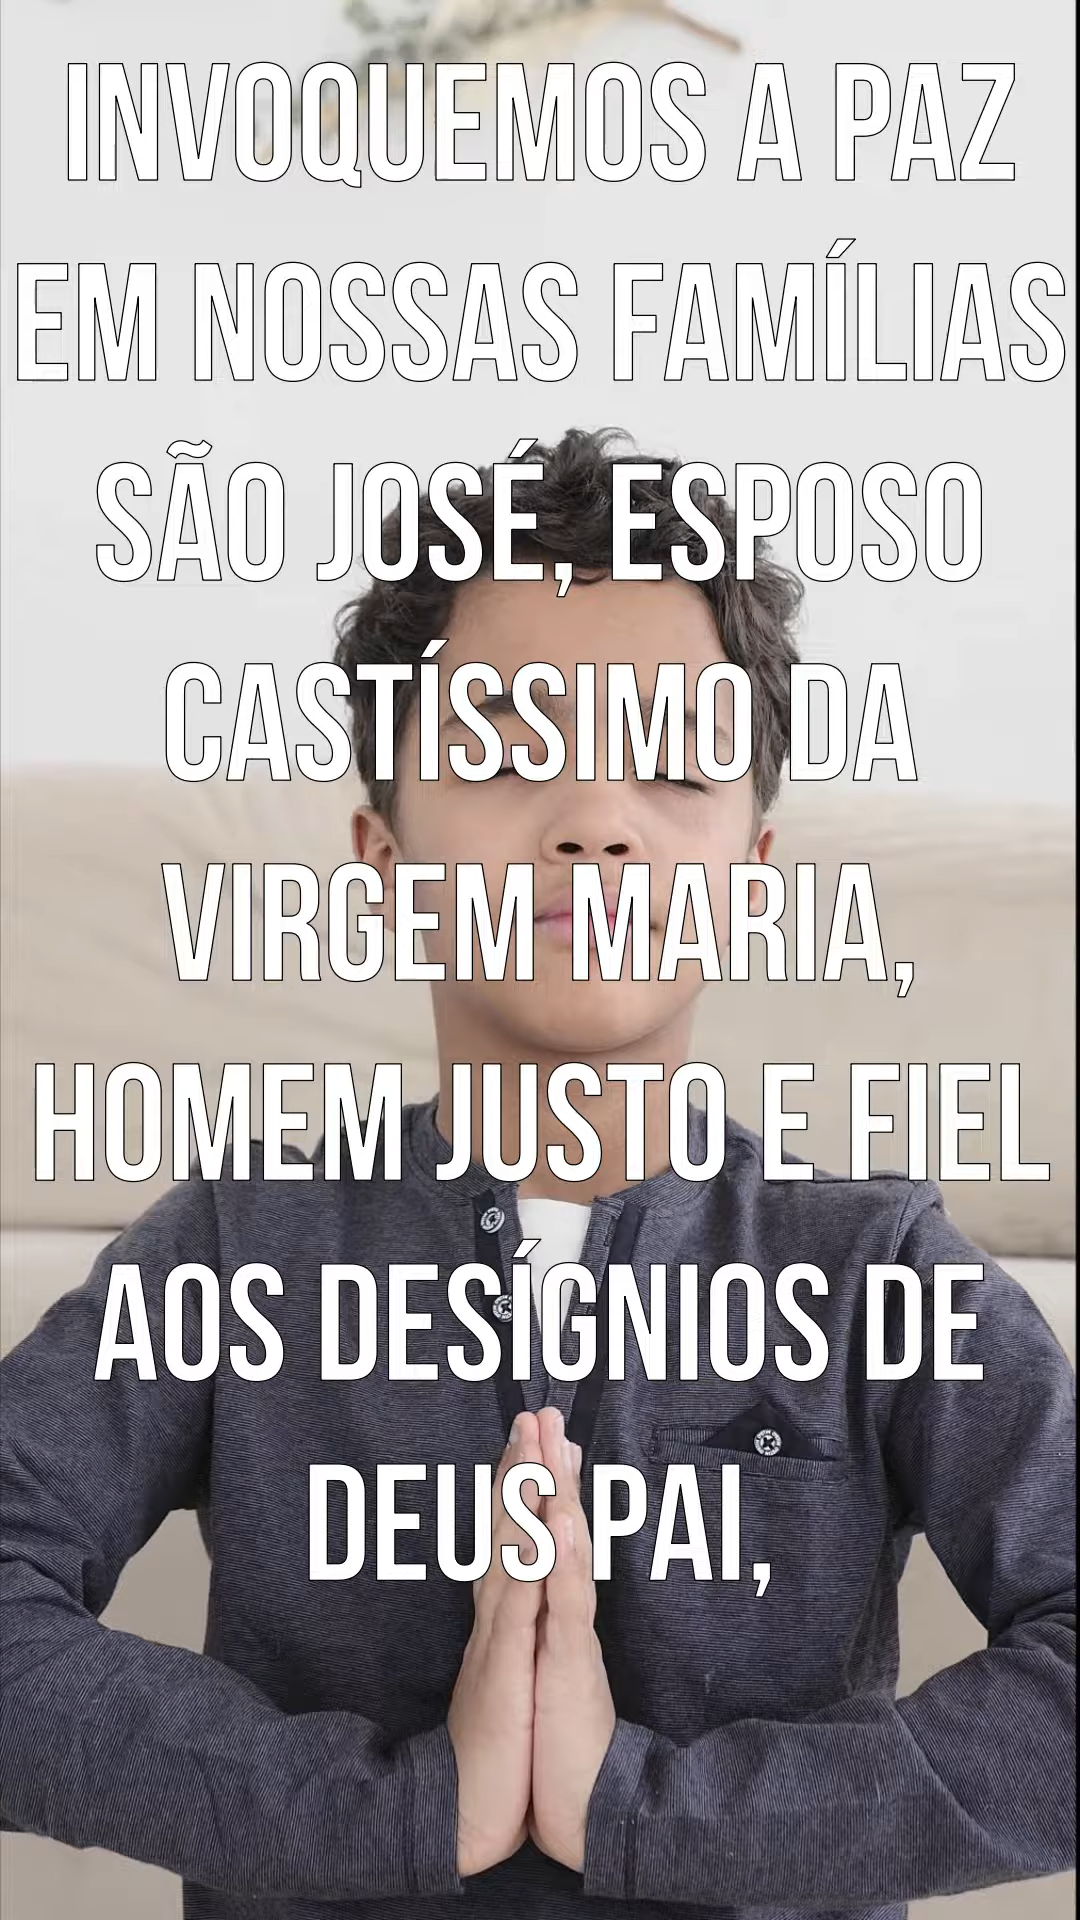 INVOQUEMOS A PAZ
EM NOSSAS FAMÍLIAS
SÃO JOSÉ, ESPOSO
CASTÍSSIMO DA
VIRGEM MARIA,
HOMEM JUSTO E FIEL
AOS DESÍGNIOS DE
DEUS PAI,